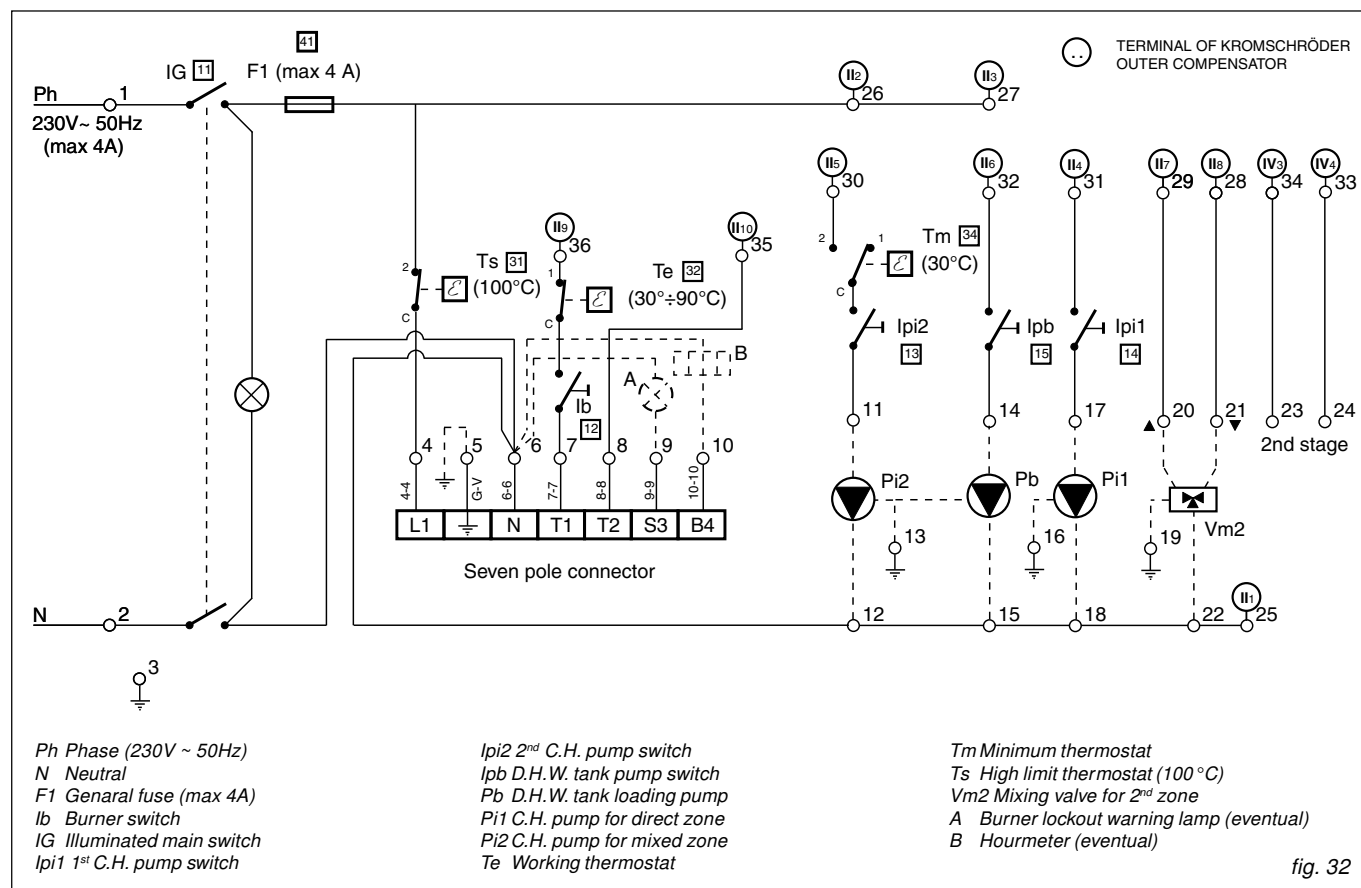 41
IG 11
F1 (max 4 A)
II2
II3
TERMINAL OF KROMSCHRÖDER
OUTER COMPENSATOR
..
Ph
1
26
27
230V~ 50Hz
(max 4A)
II5
II6
II4
II7
II8
IV3
IV4
30
32
31
29
28
34
33
II9
II10
36
35
2
1
Tm 34
(30°C)
ℰ
C
2
Ts 31
(100°C)
ℰ
C
1
Te 32
(30°÷90°C)
ℰ
C
Ipi2
13
Ipb
15
Ipi1
14
B
A
Ib
12
11
14
17
20
21
23
24
▲
▼
2nd stage
4
5
6
7
8
9
10
4-4
G-V
6-6
7-7
8-8
9-9
10-10
L1
N
T1
T2
S3
B4
Seven pole connector
Pi2
Pb
Pi1
Vm2
13
16
19
II1
N
2
12
15
18
22
25
3
Ph Phase (230V ~ 50Hz)
N Neutral
F1 Genaral fuse (max 4A)
Ib Burner switch
IG Illuminated main switch
Ipi1 1st C.H. pump switch
Ipi2 2nd C.H. pump switch
Ipb D.H.W. tank pump switch
Pb D.H.W. tank loading pump
Pi1 C.H. pump for direct zone
Pi2 C.H. pump for mixed zone
Te Working thermostat
Tm Minimum thermostat
Ts High limit thermostat (100 °C)
Vm2 Mixing valve for 2nd zone
A Burner lockout warning lamp (eventual)
B Hourmeter (eventual)
fig. 32